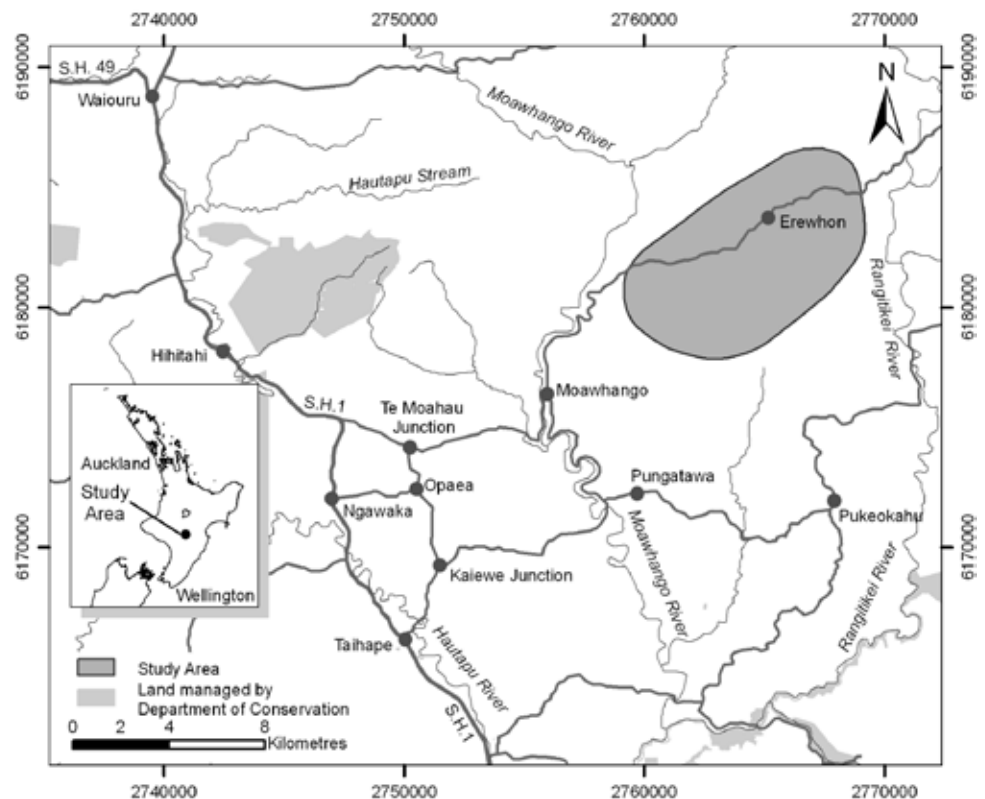 2740000
2750000
2760000
2770000
6190000
6190000
S.H. 49
Waiouru
N
Moawhango River
Hautapu Stream
Erewhon
Rangitikei River
6180000
6180000
Hihitahi
S.H.1
Moawhango
Te Moahau
Junction
Auckland
Study
Area
Wellington
Opaea
Ngawaka
Pungatawa
Pukeokahu
6170000
6170000
Kaiewe Junction
Moawhango River
Rangitikei River
Taihape
Hautapu River
S.H.1
Study Area
Land managed by
Department of Conservation
0 2 4 8
Kilometres
2740000
2750000
2760000
2770000